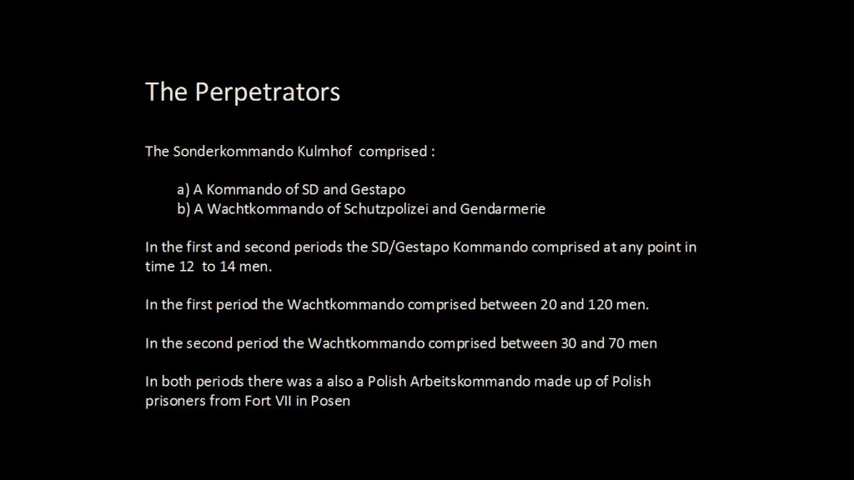 The Perpetrators
The Sonderkommando Kulmhof comprised :
a) A Kommando of SD and Gestapo
b) A Wachtkommando of Schutzpolizei and Gendarmerie
In the first and second periods the SD/Gestapo Kommando comprised at any point in
time 12 to 14 men.
In the first period the Wachtkommando comprised between 20 and 120 men.
In the second period the Wachtkommando comprised between 30 and 70 men
In both periods there was a also a Polish Arbeitskommando made up of Polish
prisoners from Fort VII in Posen